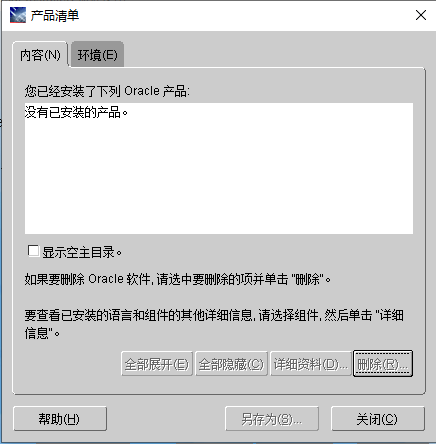 产品清单
内容(N)
环境(E)
您已经安装了下列 Oracle 产品:
没有已安装的产品。
显示空主目录。
如果要删除 Oracle 软件, 请选中要删除的项并单击 "删除"。
要查看已安装的语言和组件的其他详细信息, 请选择组件, 然后单击 "详细
信息"。
全部展开(E) 全部隐藏(C) 详细资料(D)... 删除(R)...
帮助(H) 另存为(S)... 关闭(C)